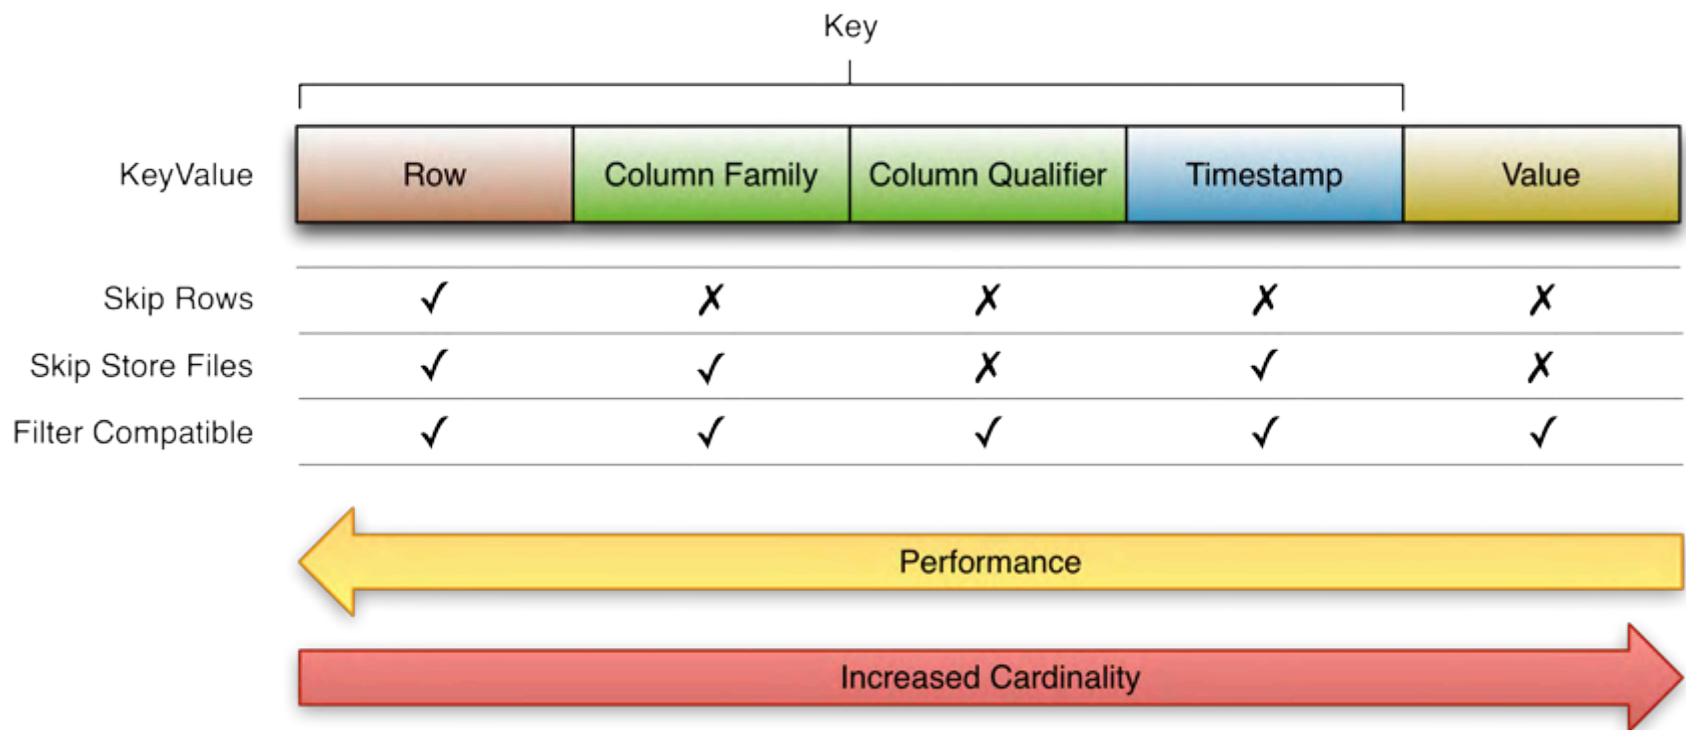 Key
KeyValue Row Column Family Column Qualifier Timestamp Value
Skip Rows ✓ ✗ ✗ ✗ ✗
Skip Store Files ✓ ✓ ✗ ✓ ✗
Filter Compatible ✓ ✓ ✓ ✓ ✓
Performance
Increased Cardinality